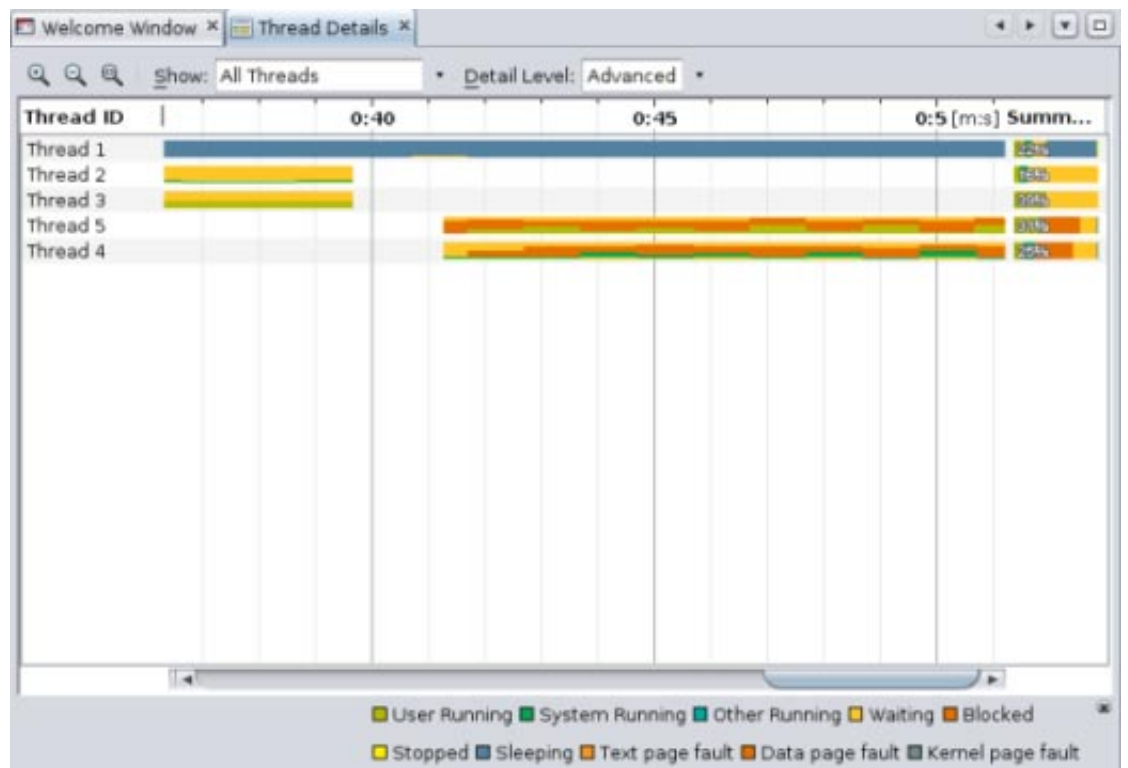 Welcome Window × Thread Details ×
Show: All Threads Detail Level: Advanced
Thread ID 0:40 0:45 0:5 [m:s] Summ...
Thread 1
Thread 2
Thread 3
Thread 5
Thread 4
User Running System Running Other Running Waiting Blocked
Stopped Sleeping Text page fault Data page fault Kernel page fault